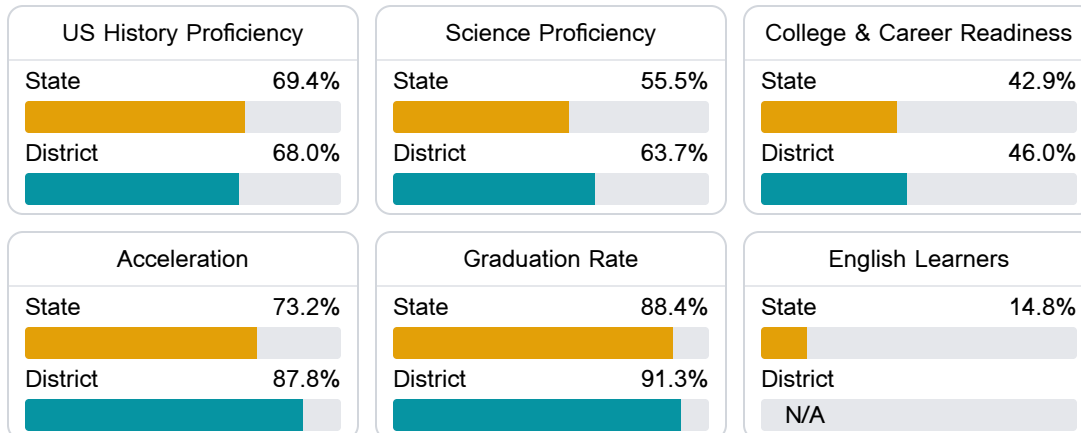 US History Proficiency
State 69.4%
District 68.0%
Science Proficiency
State 55.5%
District 63.7%
College & Career Readiness
State 42.9%
District 46.0%
Acceleration
State 73.2%
District 87.8%
Graduation Rate
State 88.4%
District 91.3%
English Learners
State 14.8%
District
N/A